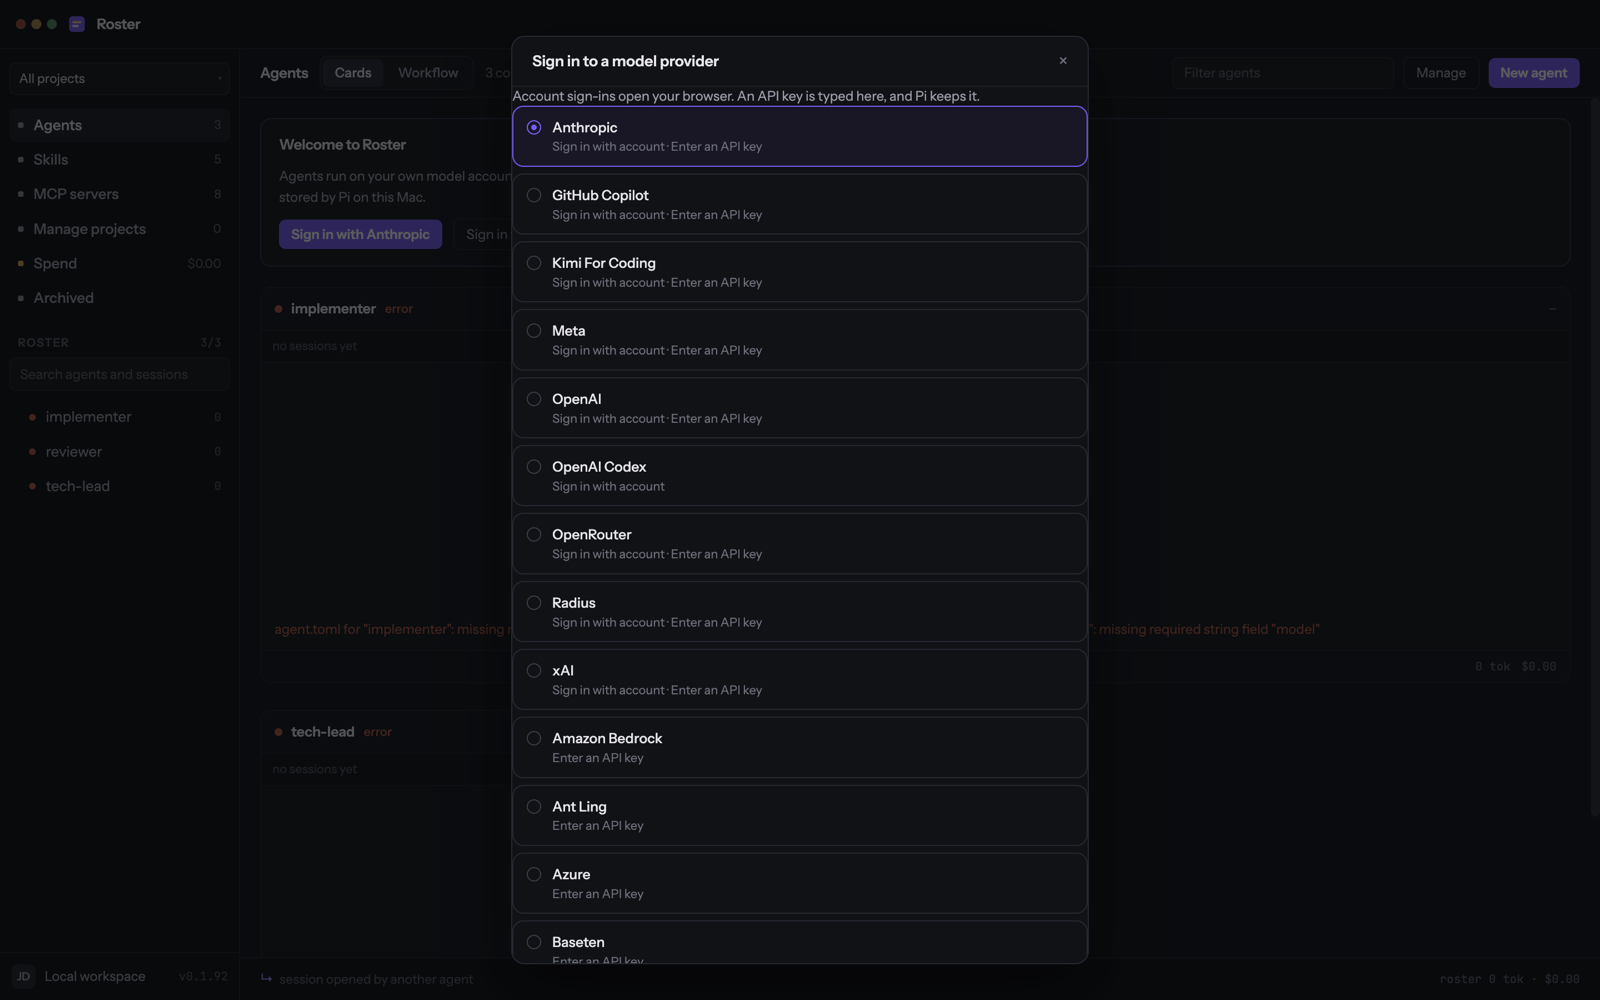 Roster
All projects
Agents 3
Skills 5
MCP servers 8
Manage projects 0
Spend $0.00
Archived
ROSTER 3/3
Search agents and sessions
implementer 0
reviewer 0
tech-lead 0
JD Local workspace v0.1.92
Agents Cards Workflow 3 co
Filter agents Manage New agent
Welcome to Roster
Agents run on your own model accoun
stored by Pi on this Mac.
Sign in with Anthropic Sign in
implementer error
no sessions yet
agent.toml for "implementer": missing r
": missing required string field "model"
0 tok $0.00
tech-lead error
no sessions yet
↳ session opened by another agent
roster 0 tok · $0.00
Sign in to a model provider ×
Account sign-ins open your browser. An API key is typed here, and Pi keeps it.
Anthropic
Sign in with account · Enter an API key
GitHub Copilot
Sign in with account · Enter an API key
Kimi For Coding
Sign in with account · Enter an API key
Meta
Sign in with account · Enter an API key
OpenAI
Sign in with account · Enter an API key
OpenAI Codex
Sign in with account
OpenRouter
Sign in with account · Enter an API key
Radius
Sign in with account · Enter an API key
xAI
Sign in with account · Enter an API key
Amazon Bedrock
Enter an API key
Ant Ling
Enter an API key
Azure
Enter an API key
Baseten
Enter an API key